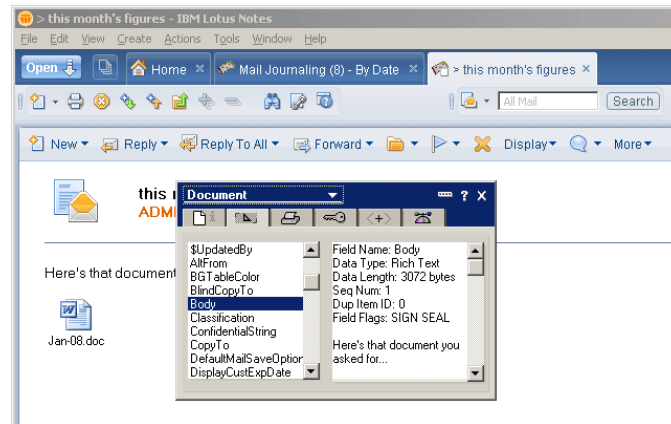 > this month's figures - IBM Lotus Notes
File Edit View Create Actions Tools Window Help
Open Home Mail Journaling (8) - By Date > this month's figures
All Mail Search
New Reply Reply To All Forward Display More
this
ADMI
Document ? X
<+>
$UpdatedBy
AltFrom
BGTableColor
BlindCopyTo
Body
Classification
ConfidentialString
CopyTo
DefaultMailSaveOption
DisplayCustExpDate
Field Name: Body
Data Type: Rich Text
Data Length: 3072 bytes
Seq Num: 1
Dup Item ID: 0
Field Flags: SIGN SEAL
Here's that document you
asked for...
Here's that document
Jan-08.doc